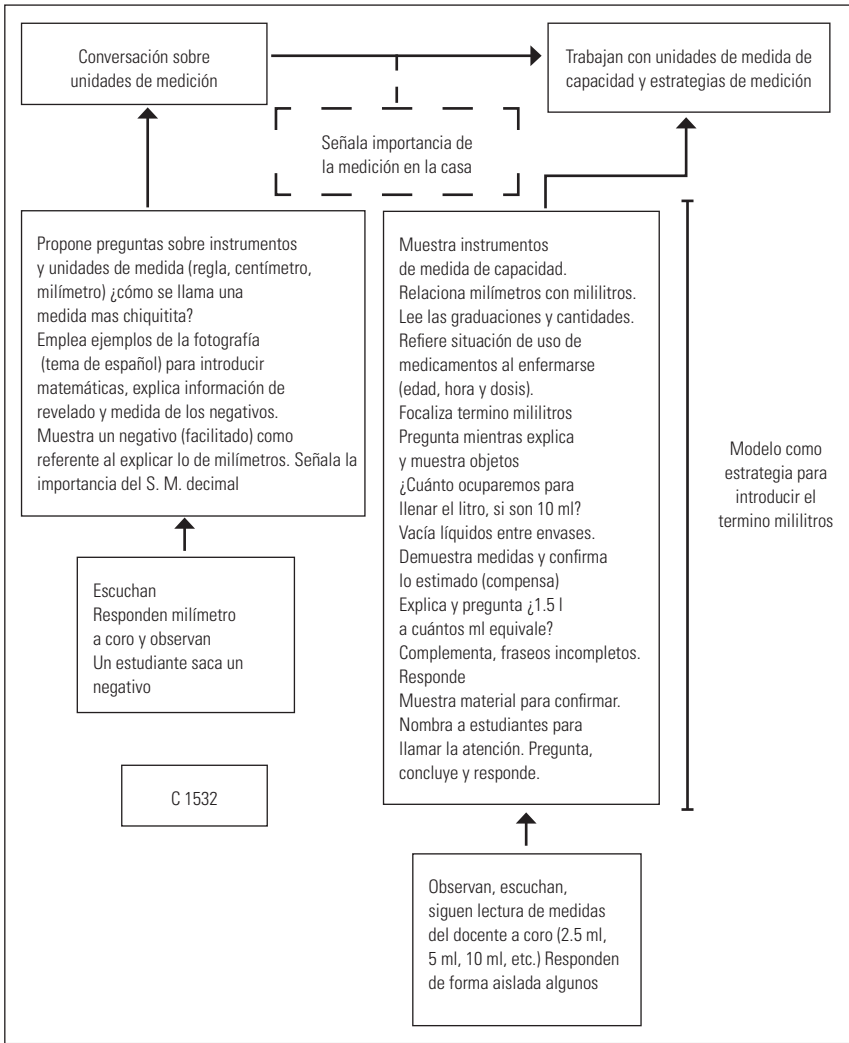 Conversación sobre
unidades de medición
Trabajan con unidades de medida de
capacidad y estrategias de medición
Señala importancia de
la medición en la casa
Propone preguntas sobre instrumentos
y unidades de medida (regla, centímetro,
milímetro) ¿cómo se llama una
medida mas chiquitita?
Emplea ejemplos de la fotografía
(tema de español) para introducir
matemáticas, explica información de
revelado y medida de los negativos.
Muestra un negativo (facilitado) como
referente al explicar lo de milímetros. Señala la
importancia del S. M. decimal
Escuchan
Responden milímetro
a coro y observan
Un estudiante saca un
negativo
C 1532
Muestra instrumentos
de medida de capacidad.
Relaciona milímetros con mililitros.
Lee las graduaciones y cantidades.
Refiere situación de uso de
medicamentos al enfermarse
(edad, hora y dosis).
Focaliza termino mililitros
Pregunta mientras explica
y muestra objetos
¿Cuánto ocuparemos para
llenar el litro, si son 10 ml?
Vacía líquidos entre envases.
Demuestra medidas y confirma
lo estimado (compensa)
Explica y pregunta ¿1.5 l
a cuántos ml equivale?
Complementa, fraseos incompletos.
Responde
Muestra material para confirmar.
Nombra a estudiantes para
llamar la atención. Pregunta,
concluye y responde.
Modelo como
estrategia para
introducir el
termino mililitros
Observan, escuchan,
siguen lectura de medidas
del docente a coro (2.5 ml,
5 ml, 10 ml, etc.) Responden
de forma aislada algunos